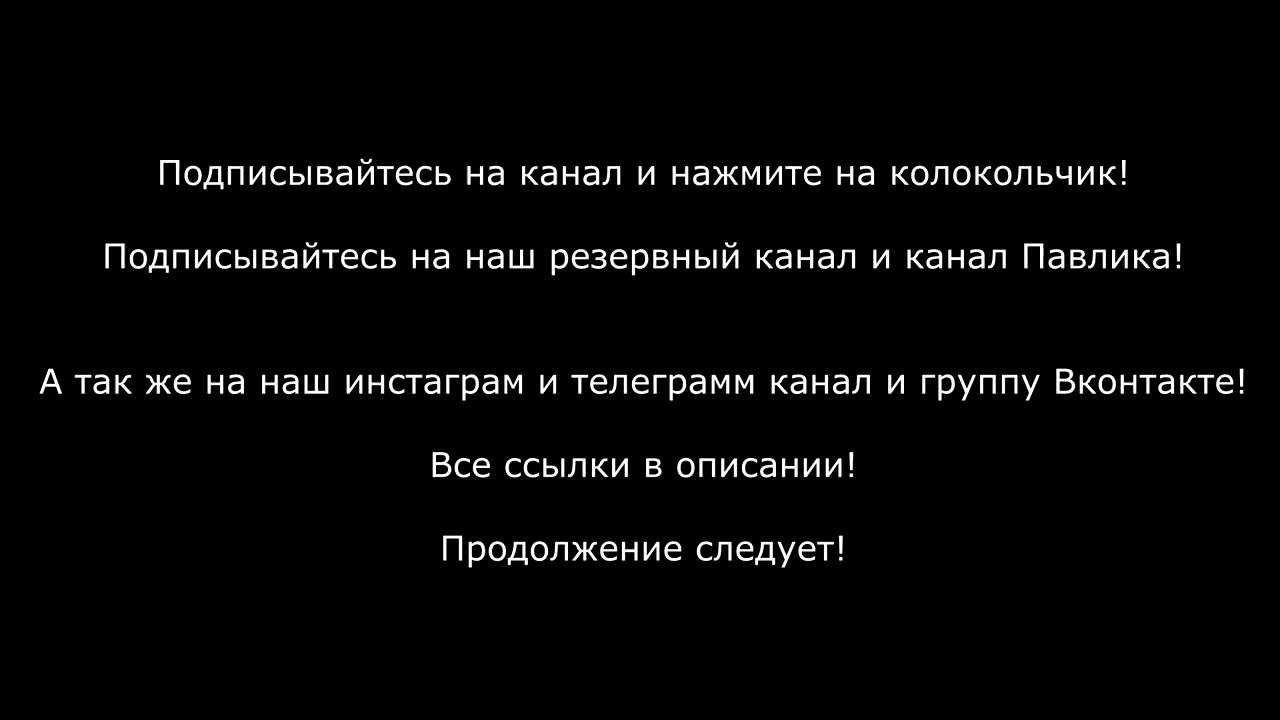 Подписывайтесь на канал и нажмите на колокольчик!
Подписывайтесь на наш резервный канал и канал Павлика!
А так же на наш инстаграм и телеграмм канал и группу Вконтакте!
Все ссылки в описании!
Продолжение следует!